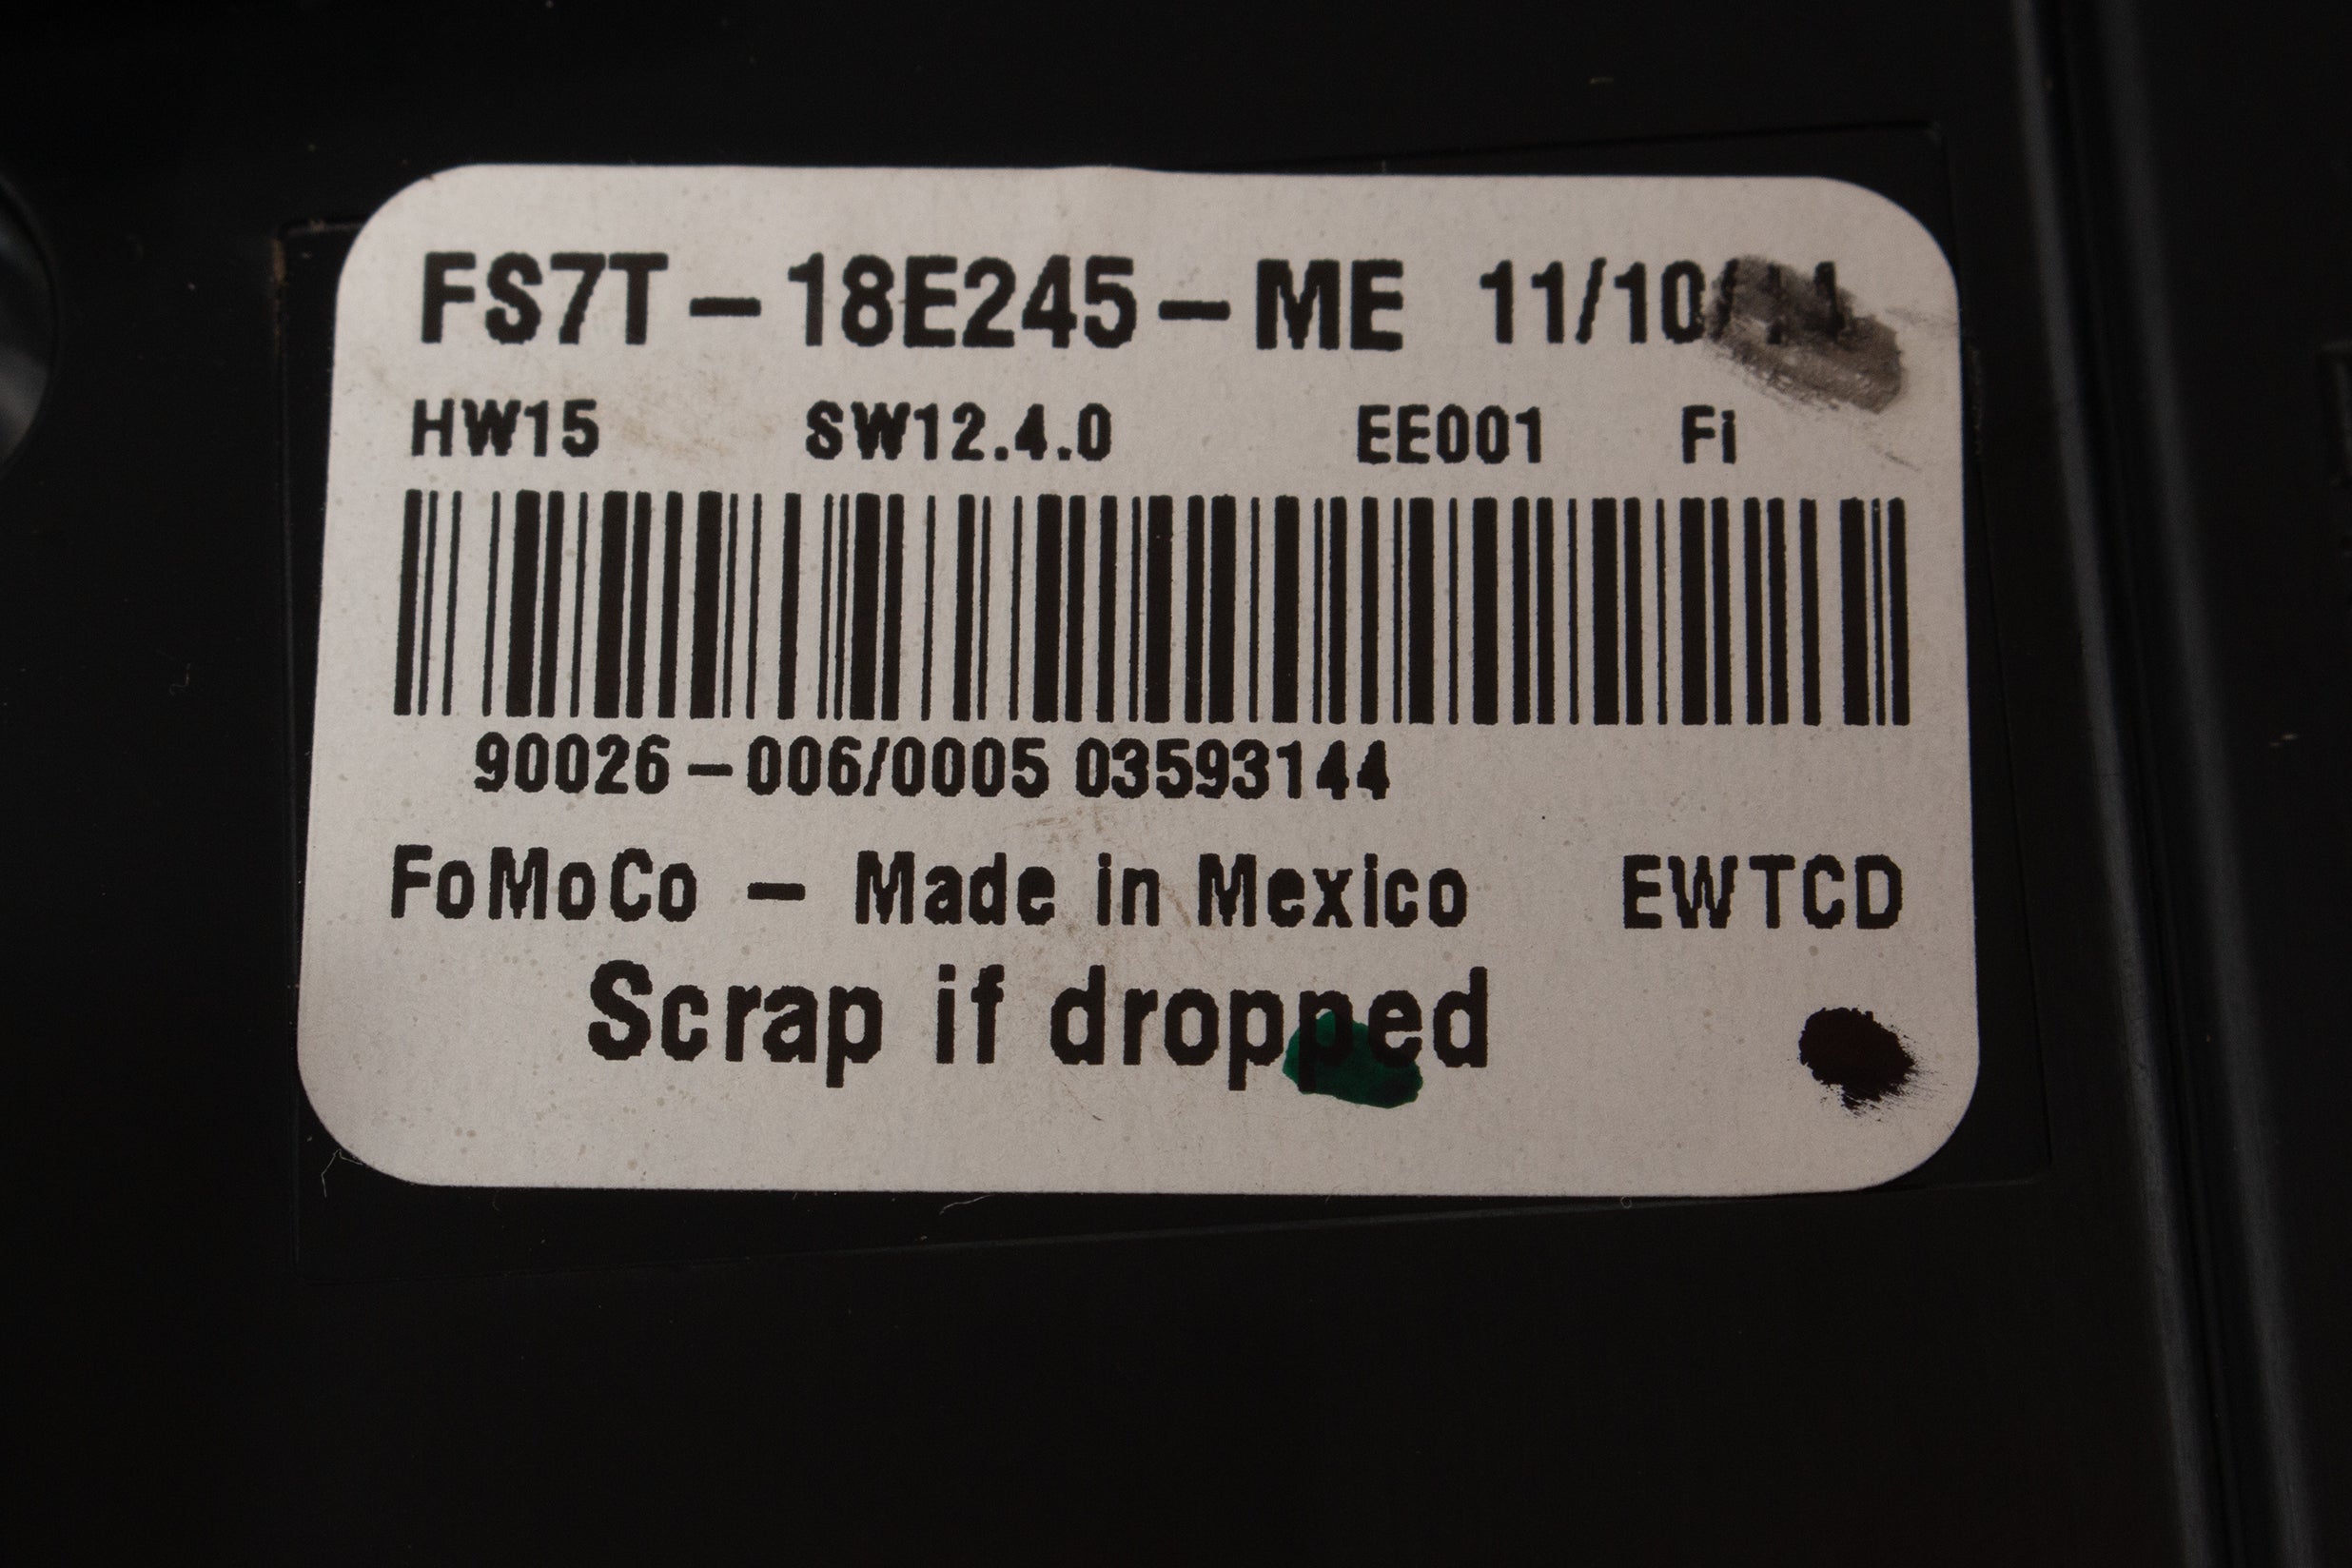 FS7T-18E245-ME 11/10/14
HW15 SW12.4.0 EE001 Fi
90026-006/0005 03593144
FoMoCo - Made in Mexico EWTCD
Scrap if dropped